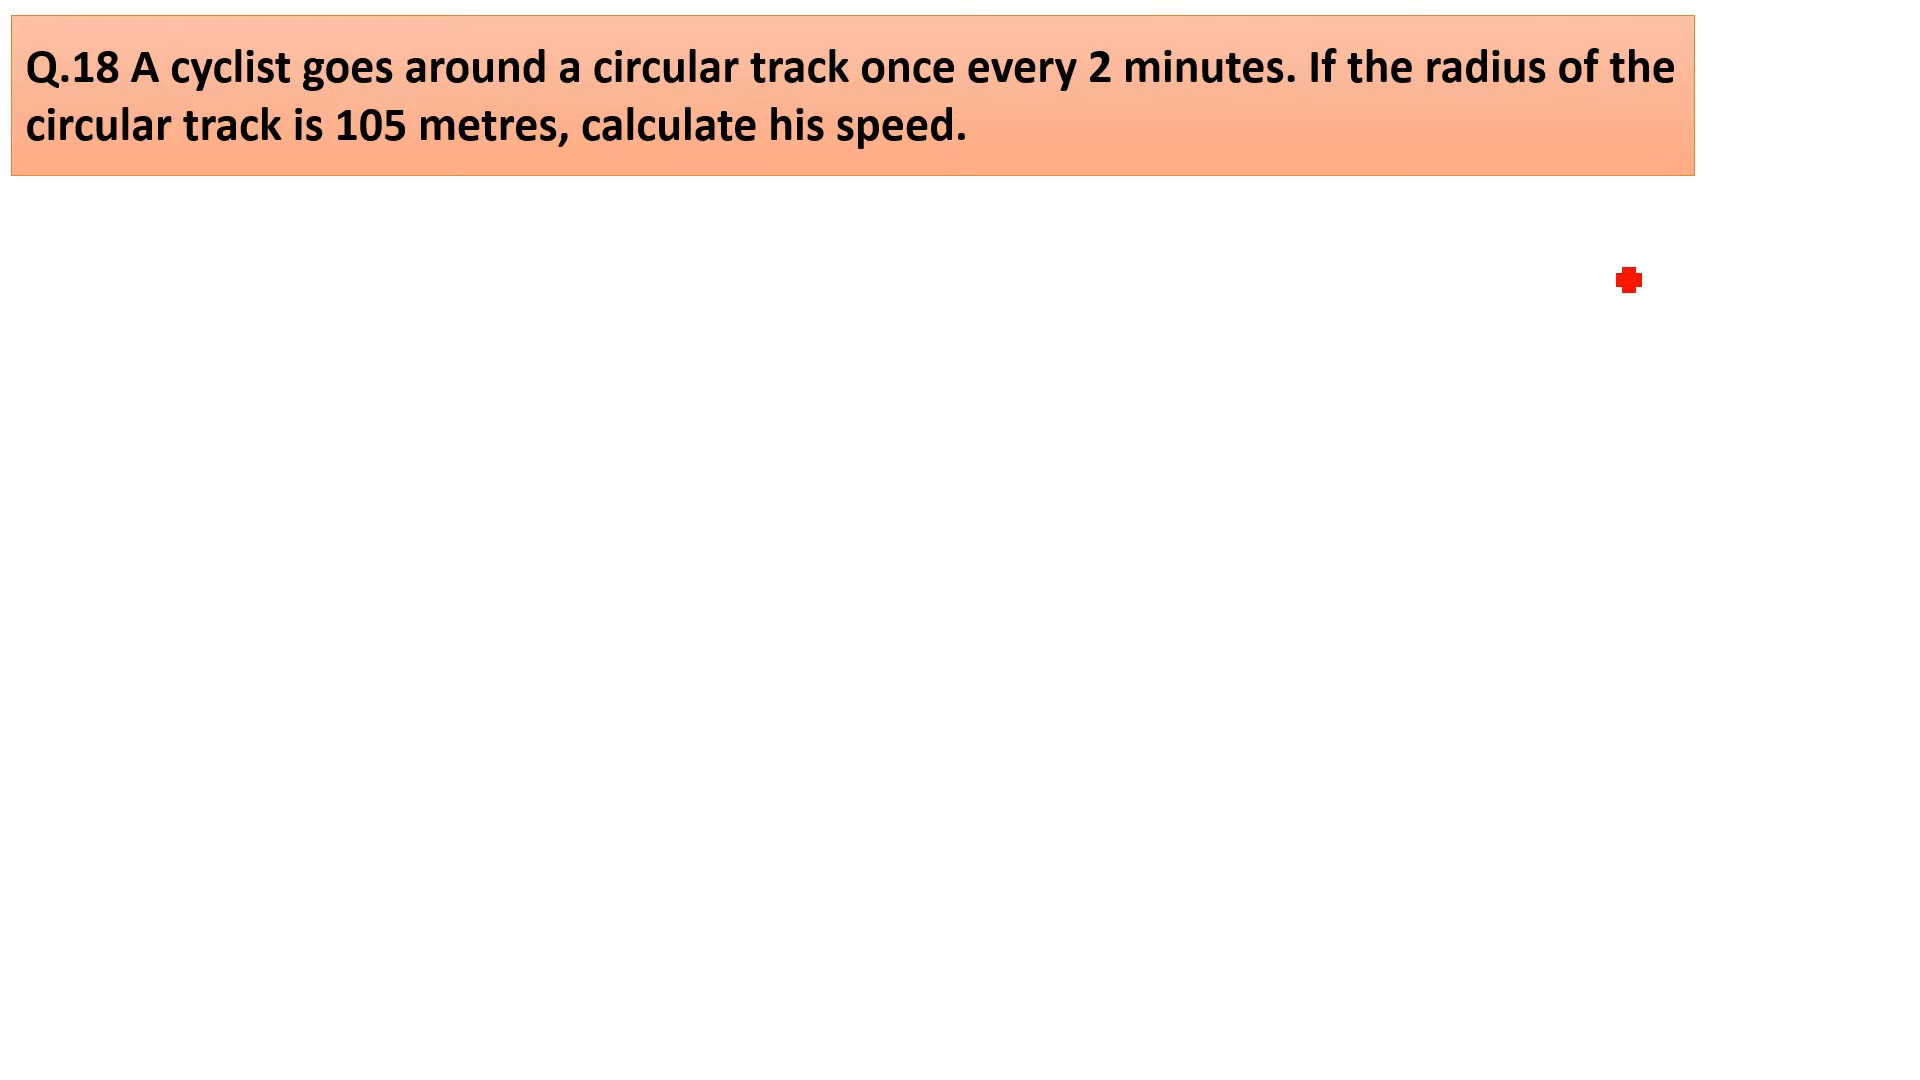 Q.18 A cyclist goes around a circular track once every 2 minutes. If the radius of the
circular track is 105 metres, calculate his speed.